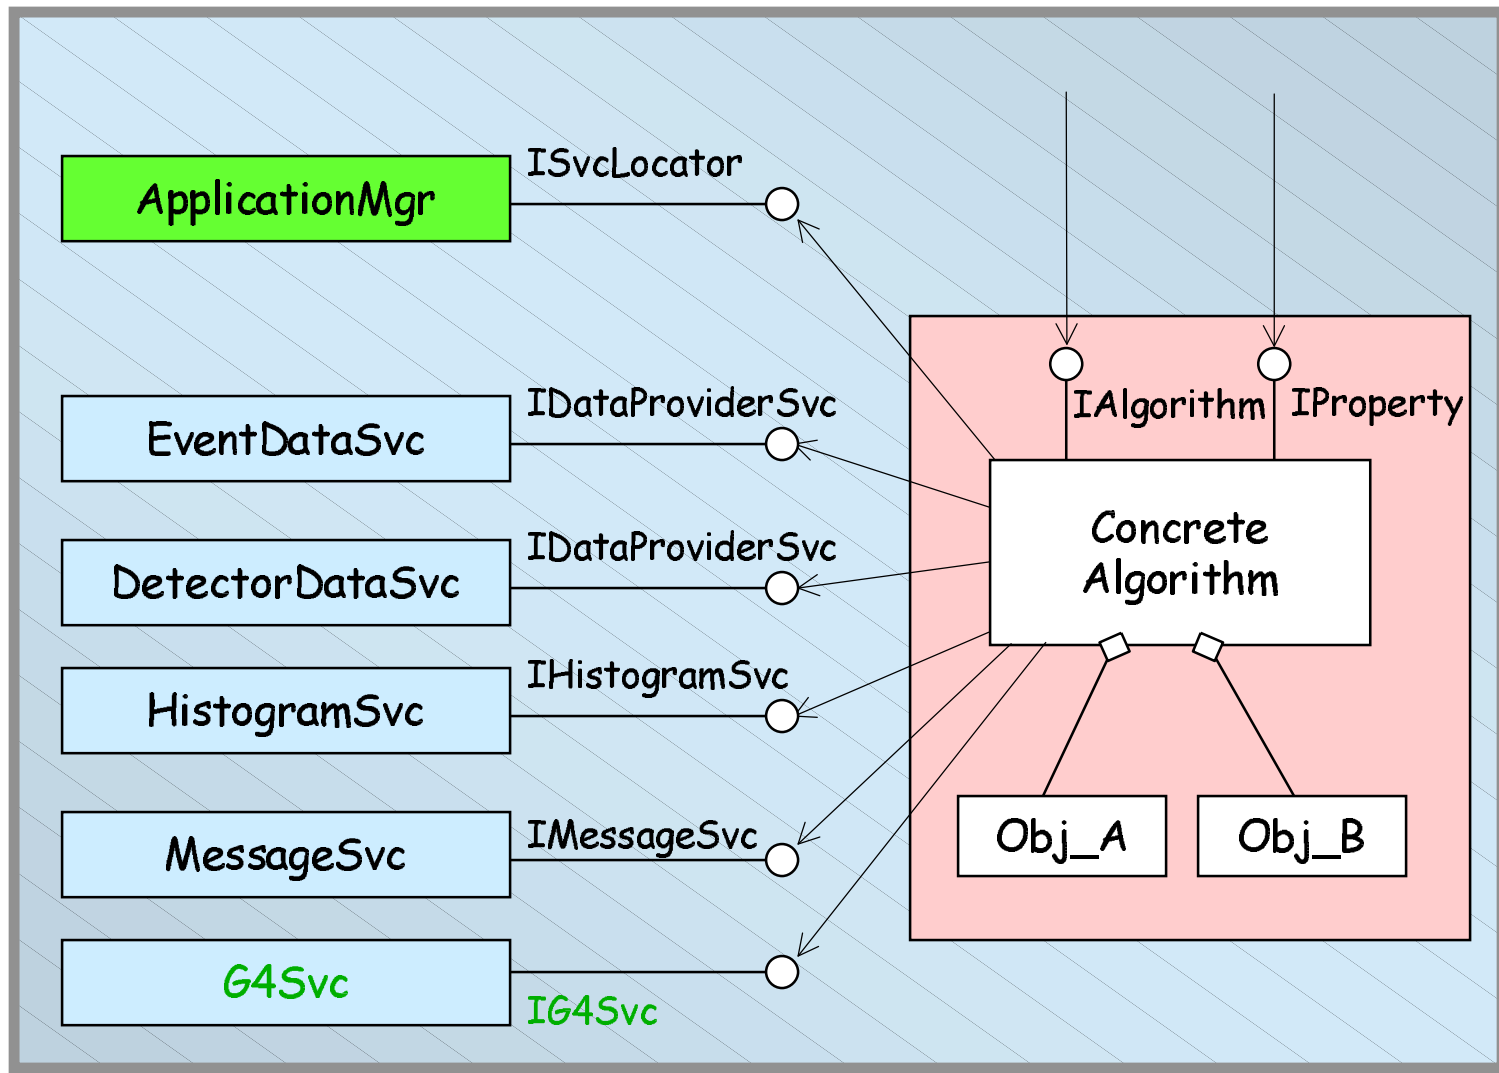 ISvcLocator
ApplicationMgr
IDataProviderSvc
IAlgorithm
IProperty
EventDataSvc
Concrete
Algorithm
IDataProviderSvc
DetectorDataSvc
IHistogramSvc
HistogramSvc
IMessageSvc
Obj_A
Obj_B
MessageSvc
G4Svc
IG4Svc